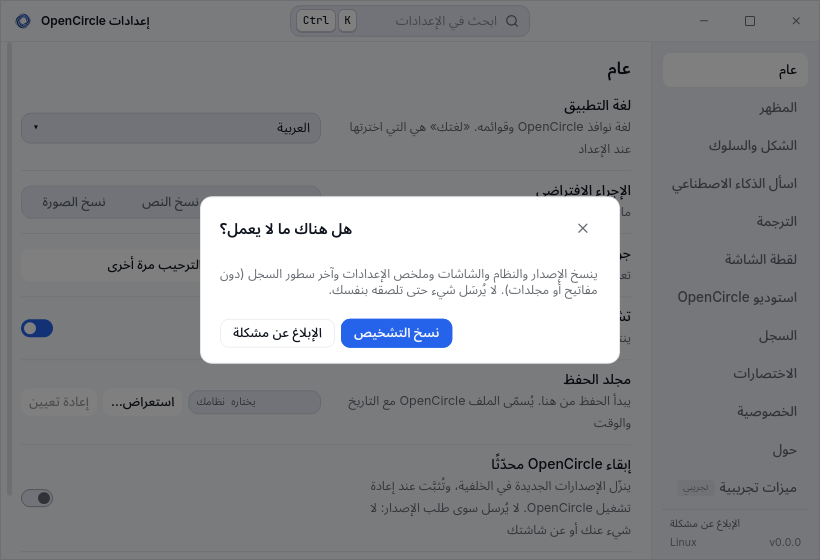 إعدادات OpenCircle
ابحث في الإعدادات
Ctrl K
عام
المظهر
الشكل والسلوك
اسأل الذكاء الاصطناعي
الترجمة
لقطة الشاشة
استوديو OpenCircle
السجل
الاختصارات
الخصوصية
حول
ميزات تجريبية تجريبي
الإبلاغ عن مشكلة
Linux v0.0.0
عام
لغة التطبيق
لغة نوافذ OpenCircle وقوائمه. «لغتك» هي التي اخترتها
عند الإعداد
العربية
الإجراء الافتراضي
نسخ النص
نسخ الصورة
الترحيب مرة أخرى
هل هناك ما لا يعمل؟
ينسخ الإصدار والنظام والشاشات وملخص الإعدادات وآخر سطور السجل (دون
مفاتيح أو مجلدات). لا يُرسَل شيء حتى تلصقه بنفسك.
نسخ التشخيص
الإبلاغ عن مشكلة
مجلد الحفظ
يبدأ الحفظ من هنا. يُسمّى الملف OpenCircle مع التاريخ
والوقت
يختاره نظامك
استعراض...
إعادة تعيين
إبقاء OpenCircle محدّثًا
ينزّل الإصدارات الجديدة في الخلفية، وتُثبَّت عند إعادة
تشغيل OpenCircle. لا يُرسل سوى طلب الإصدار: لا
شيء عنك أو عن شاشتك